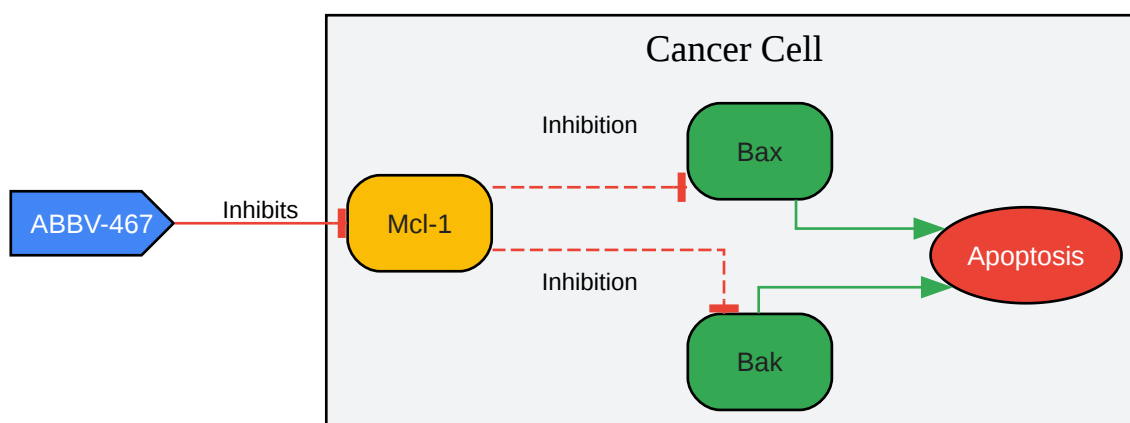 Cancer Cell
Inhibition
Bax
ABBV-467
Inhibits
Mcl-1
Apoptosis
Inhibition
Bak